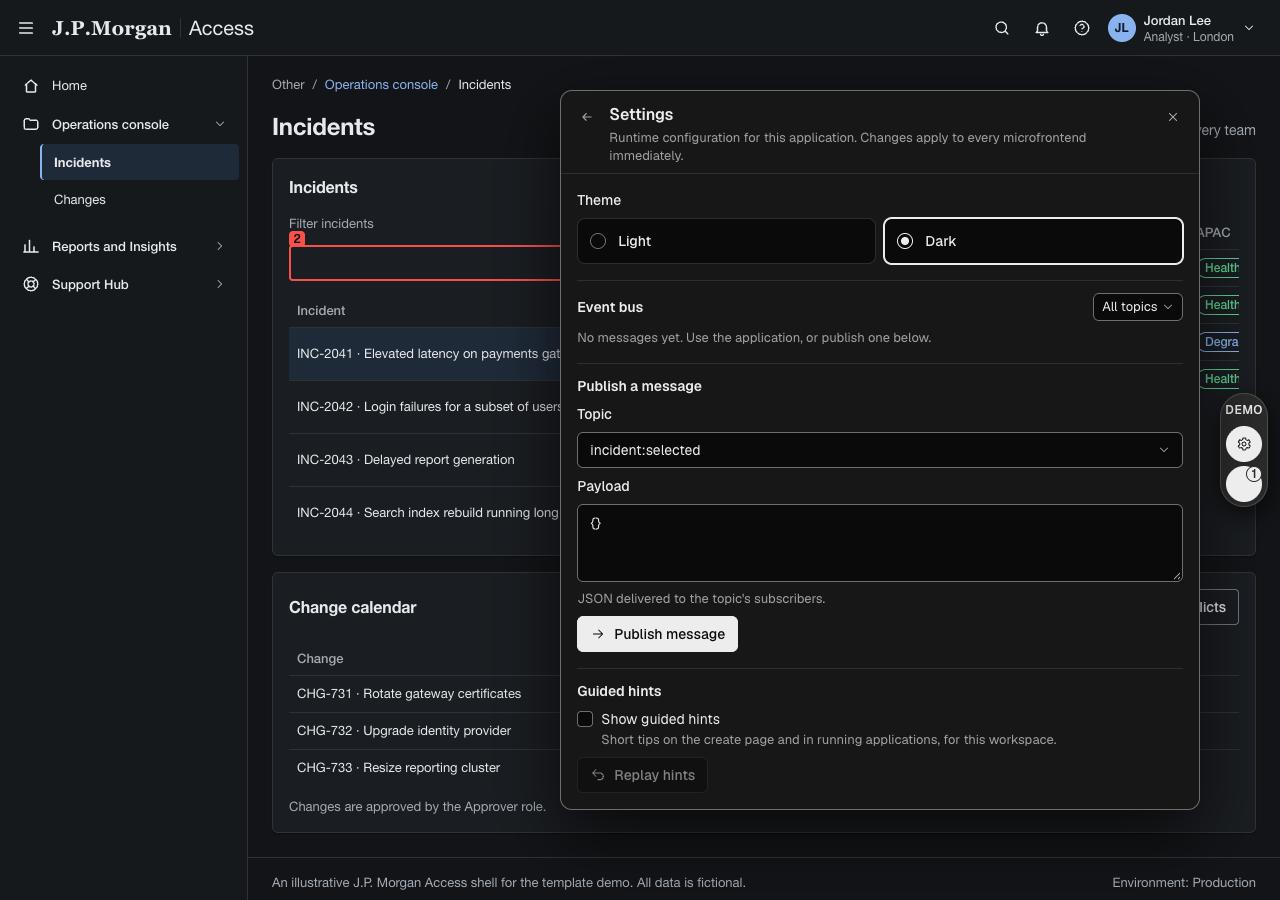 J.P.Morgan Access
JL
Jordan Lee
Analyst · London
Home
Operations console
Incidents
Changes
Reports and Insights
Support Hub
Other / Operations console / Incidents
Incidents
team
Incidents
Filter incidents
2
Incident
INC-2041 · Elevated latency on payments
INC-2042 · Login failures for a subset of users
INC-2043 · Delayed report generation
INC-2044 · Search index rebuild running long
APAC
Health
Health
Degra
Health
Change calendar
Change
CHG-731 · Rotate gateway certificates
CHG-732 · Upgrade identity provider
CHG-733 · Resize reporting cluster
Changes are approved by the Approver role.
Settings
Runtime configuration for this application. Changes apply to every microfrontend
immediately.
Theme
Light
Dark
Event bus
All topics
No messages yet. Use the application, or publish one below.
Publish a message
Topic
incident:selected
Payload
{}
JSON delivered to the topic's subscribers.
Publish message
Guided hints
Show guided hints
Short tips on the create page and in running applications, for this workspace.
Replay hints
DEMO
1
An illustrative J.P. Morgan Access shell for the template demo. All data is fictional.
Environment: Production